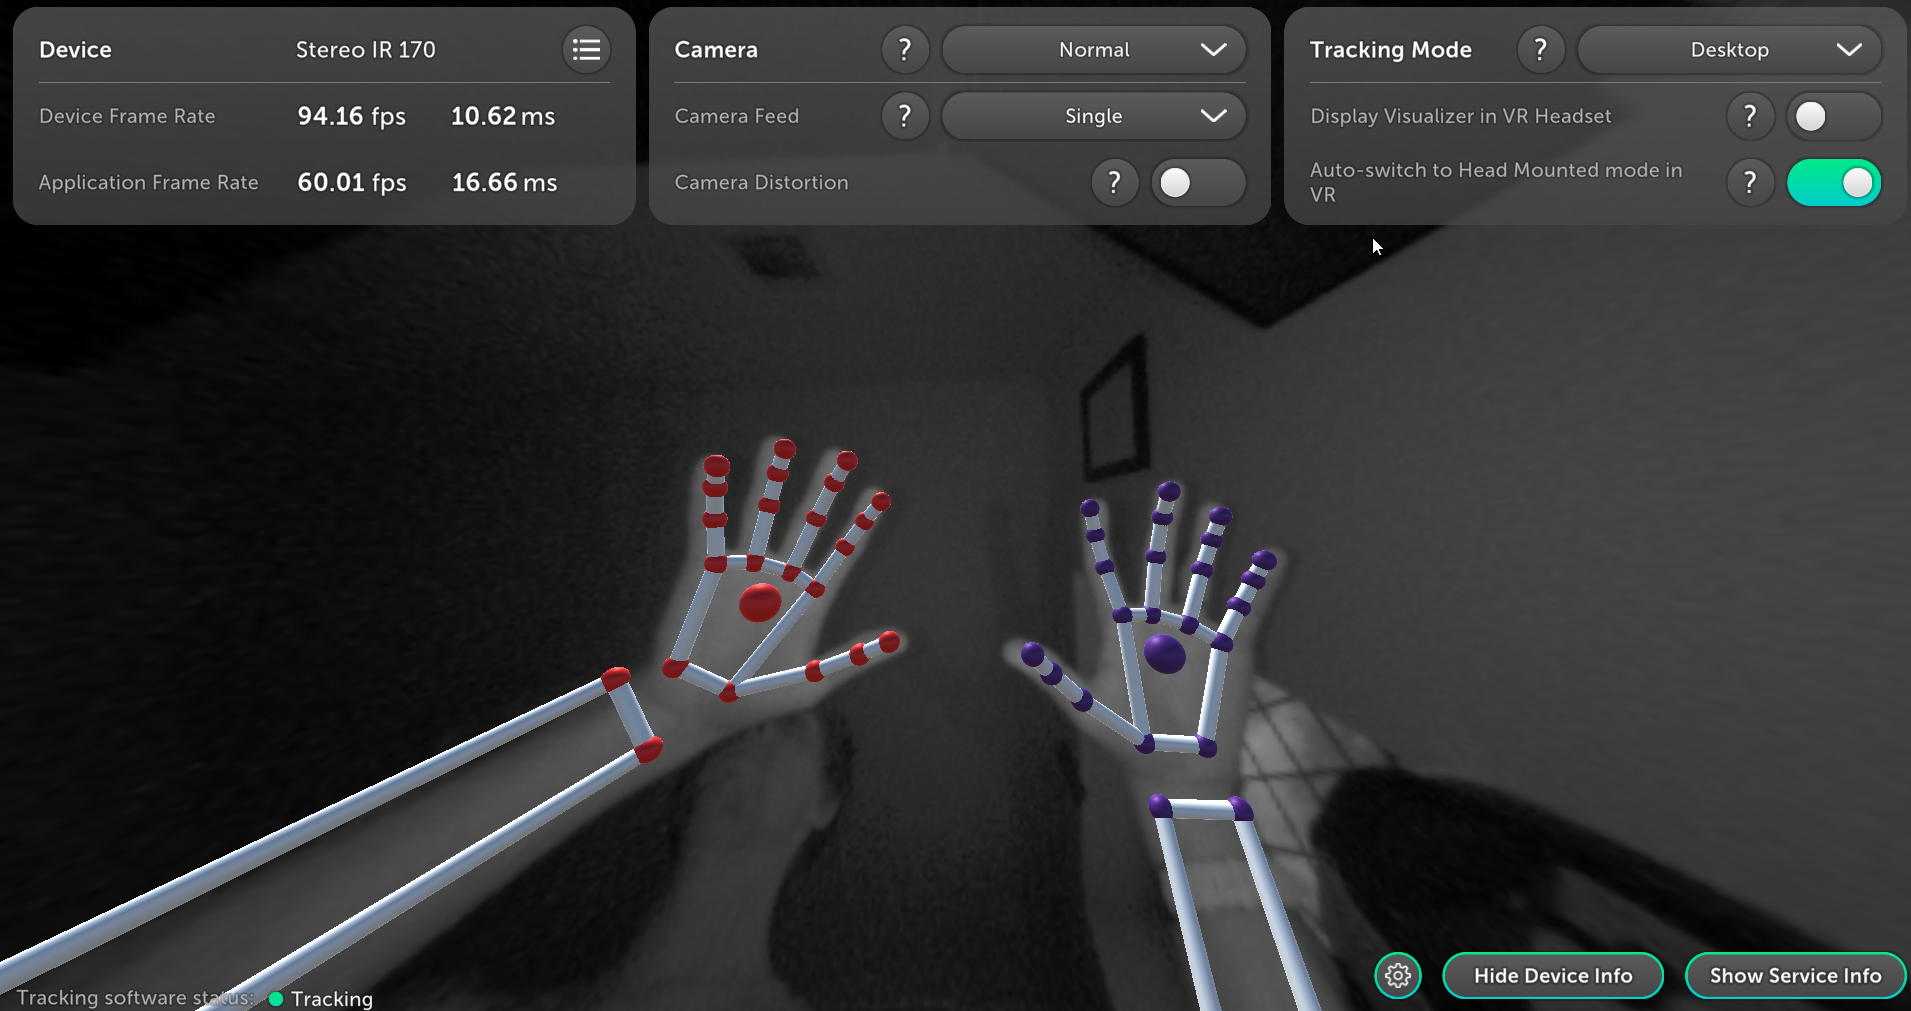 Device
Stereo IR 170
Device Frame Rate
94.16 fps
10.62 ms
Application Frame Rate
60.01 fps
16.66 ms
Camera
?
Normal
Camera Feed
?
Single
Camera Distortion
?
Tracking Mode
?
Desktop
Display Visualizer in VR Headset
?
Auto-switch to Head Mounted mode in
VR
?
Tracking software status:
Tracking
Hide Device Info
Show Service Info